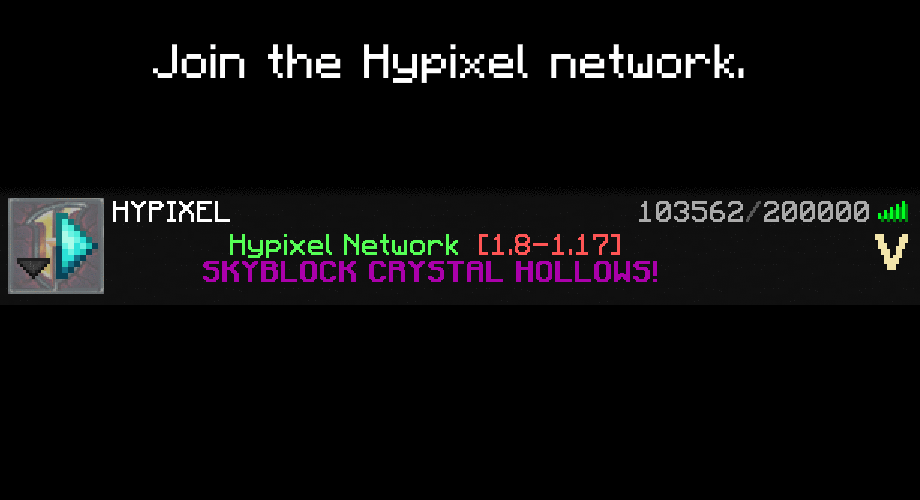 Join the Hypixel network.
HYPIXEL 103562/200000
Hypixel Network [1.8-1.17] V
SKYBLOCK CRYSTAL HOLLOWS!